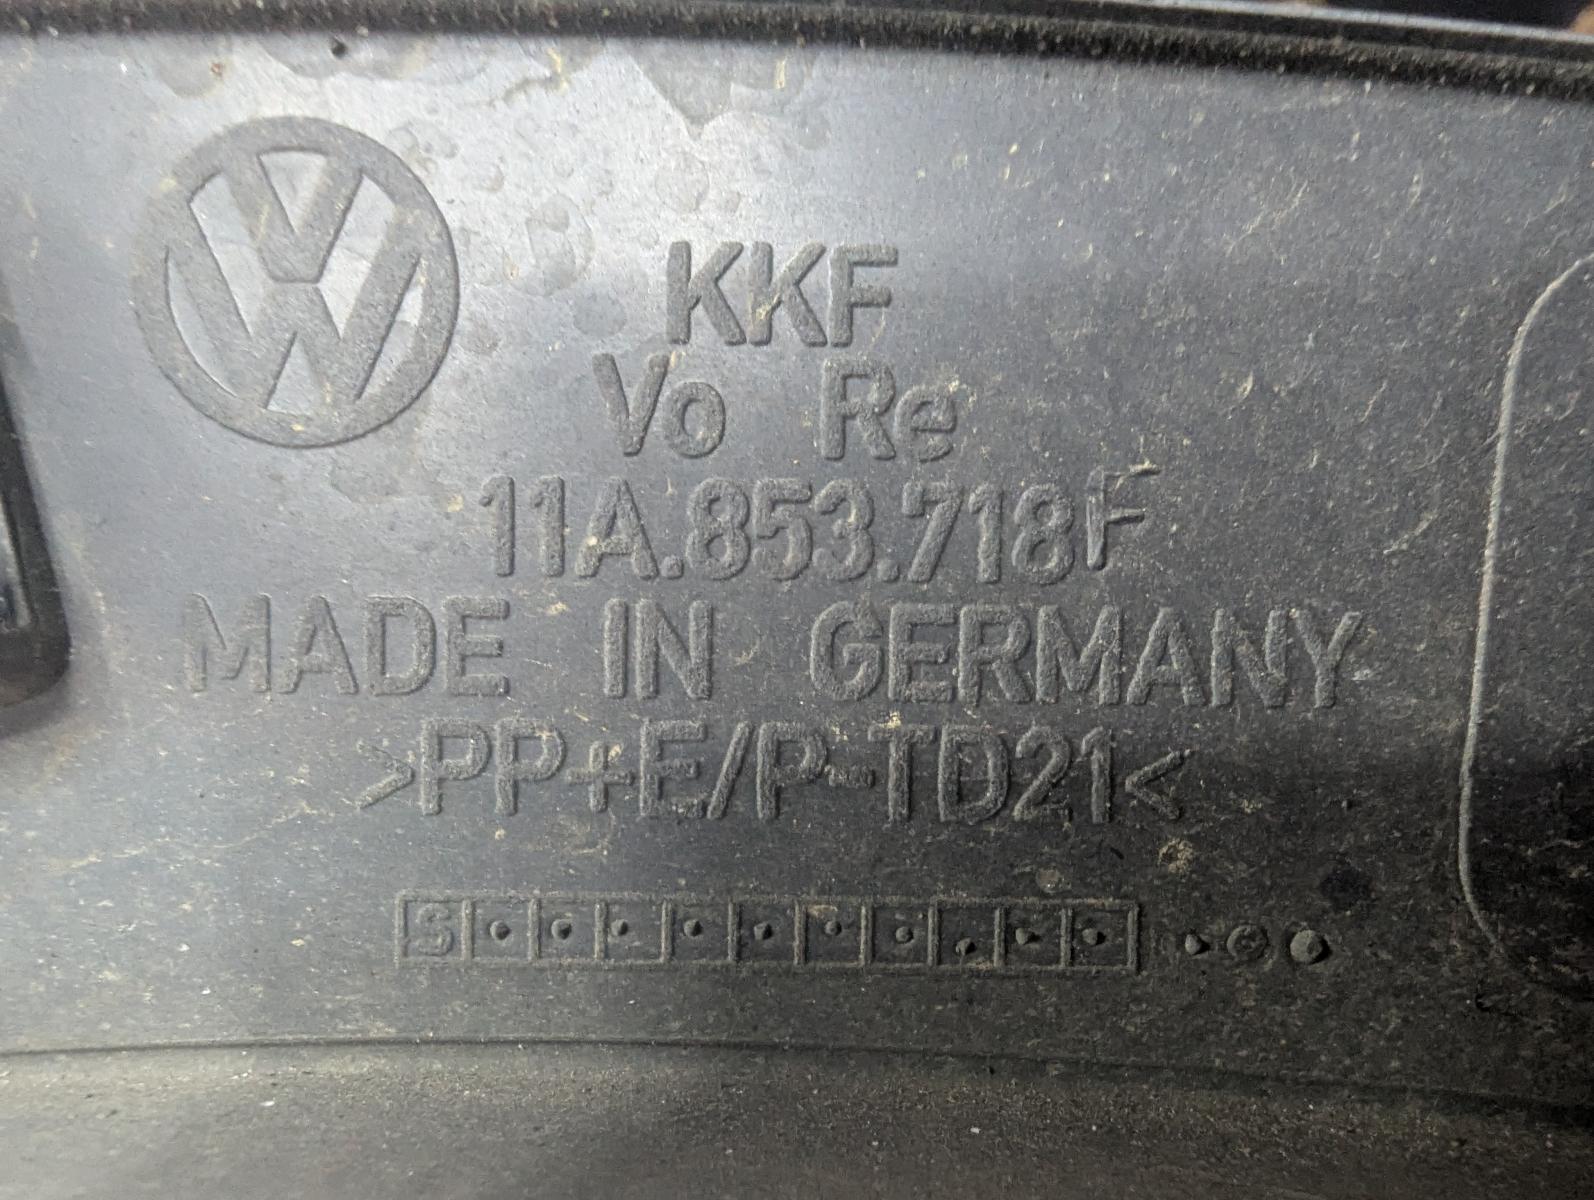 KKF
Vo Re
11A.853.718F
MADE IN GERMANY
>PP+E/P-TD21<
S